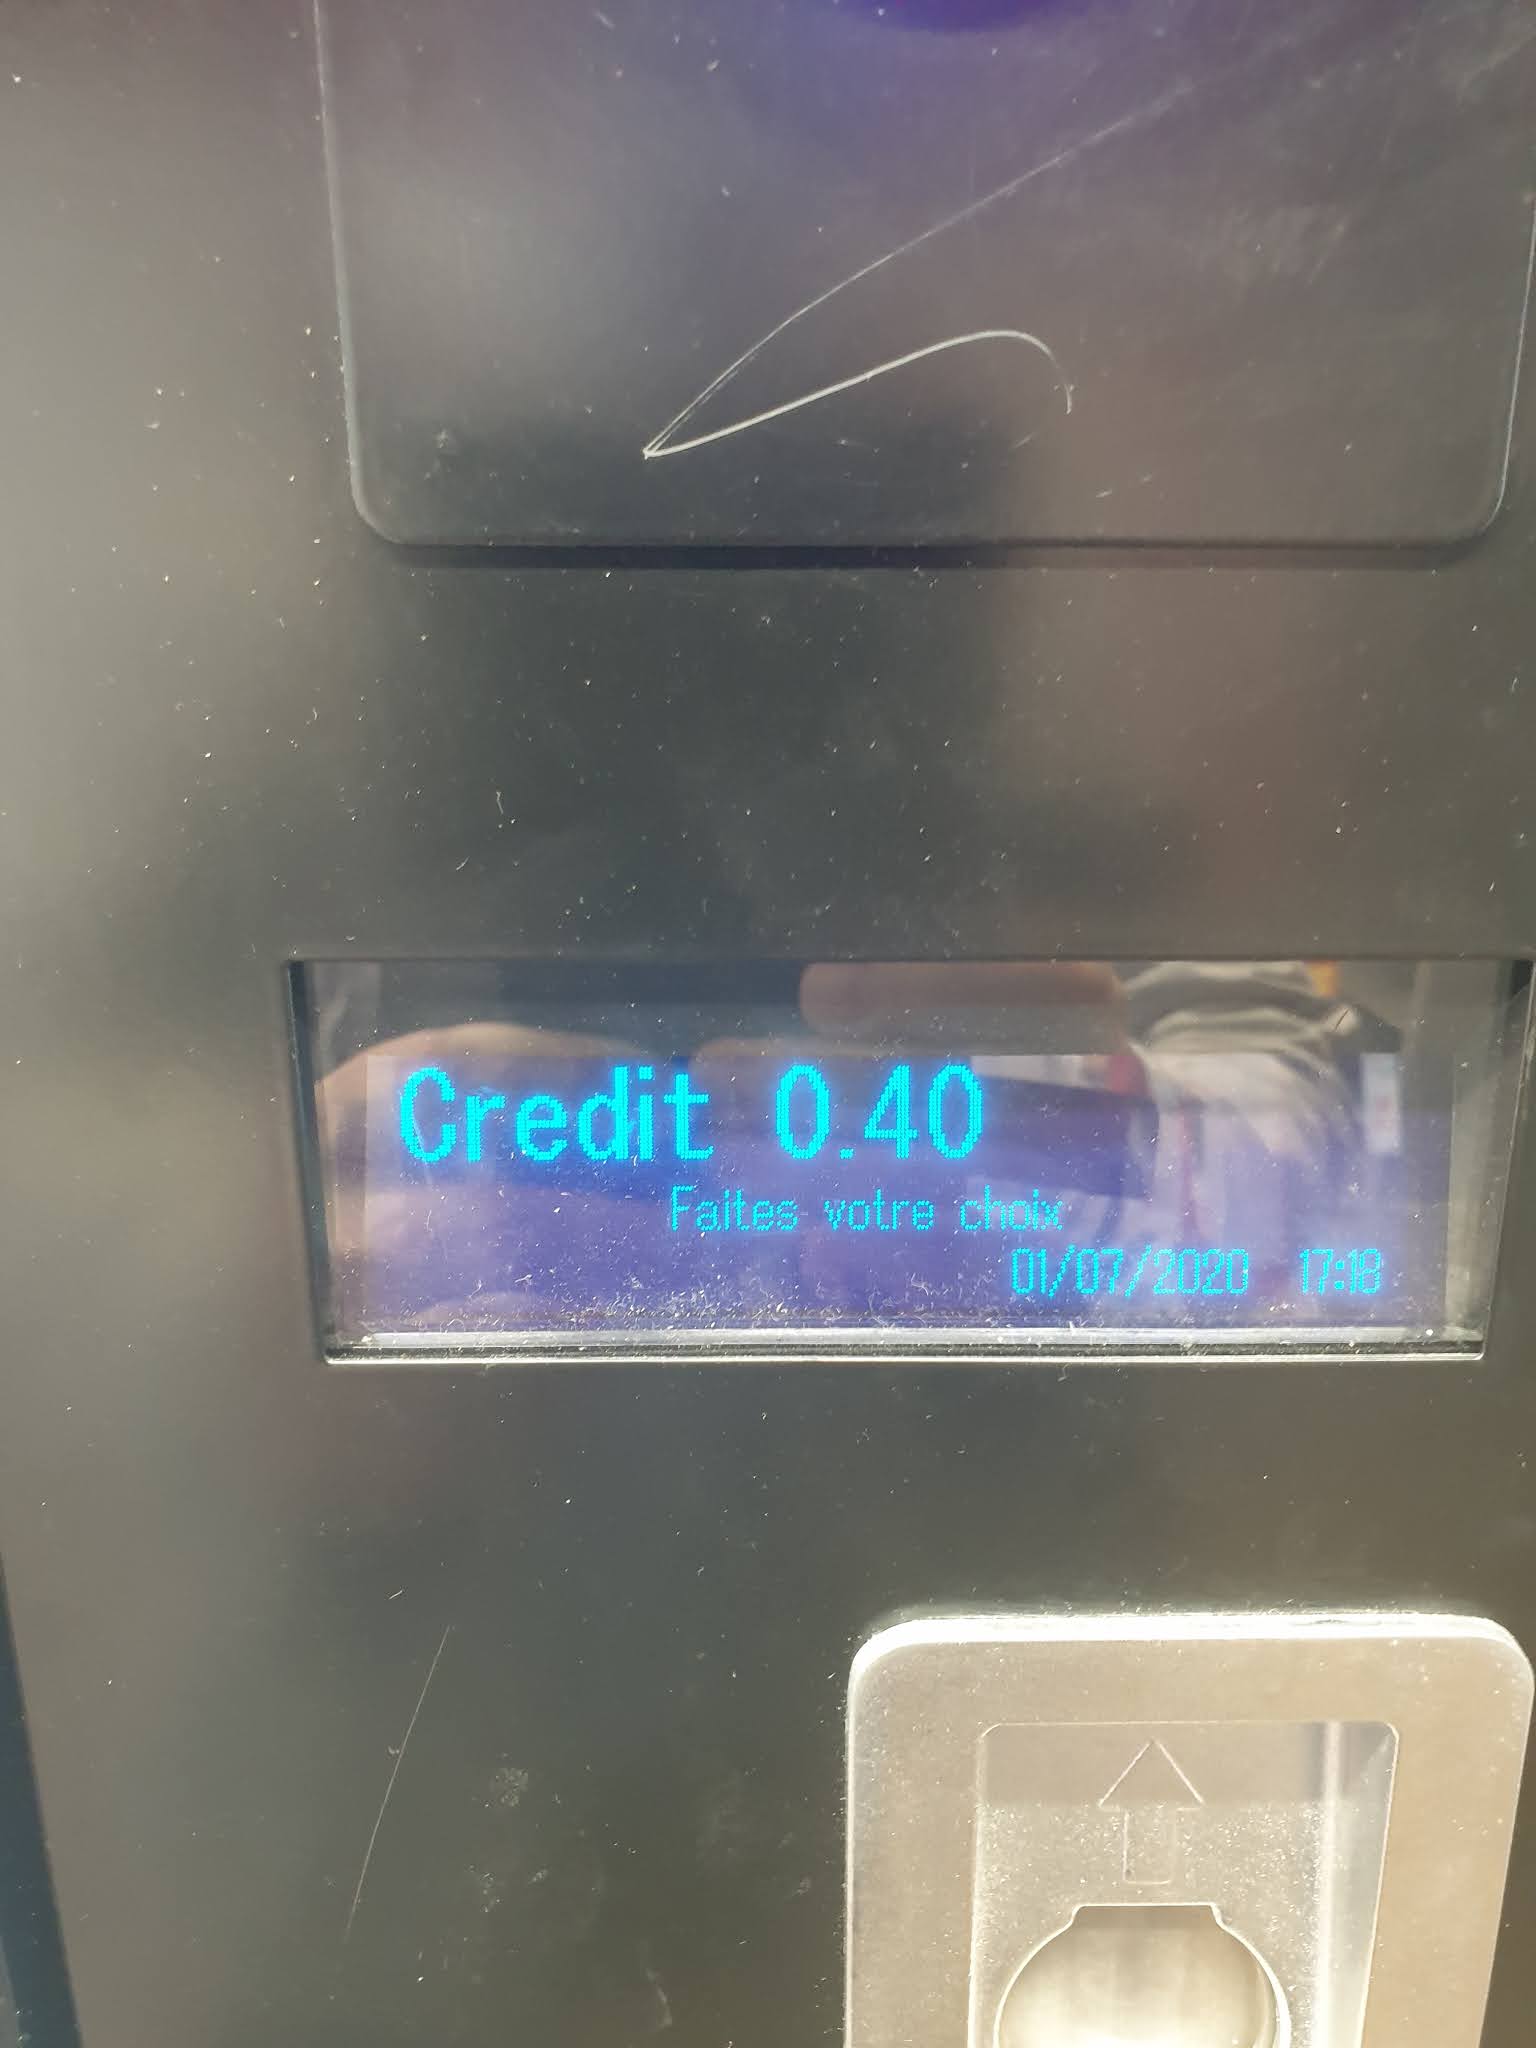 Credit 0.40
Faites votre choix
01/07/2020 17:18